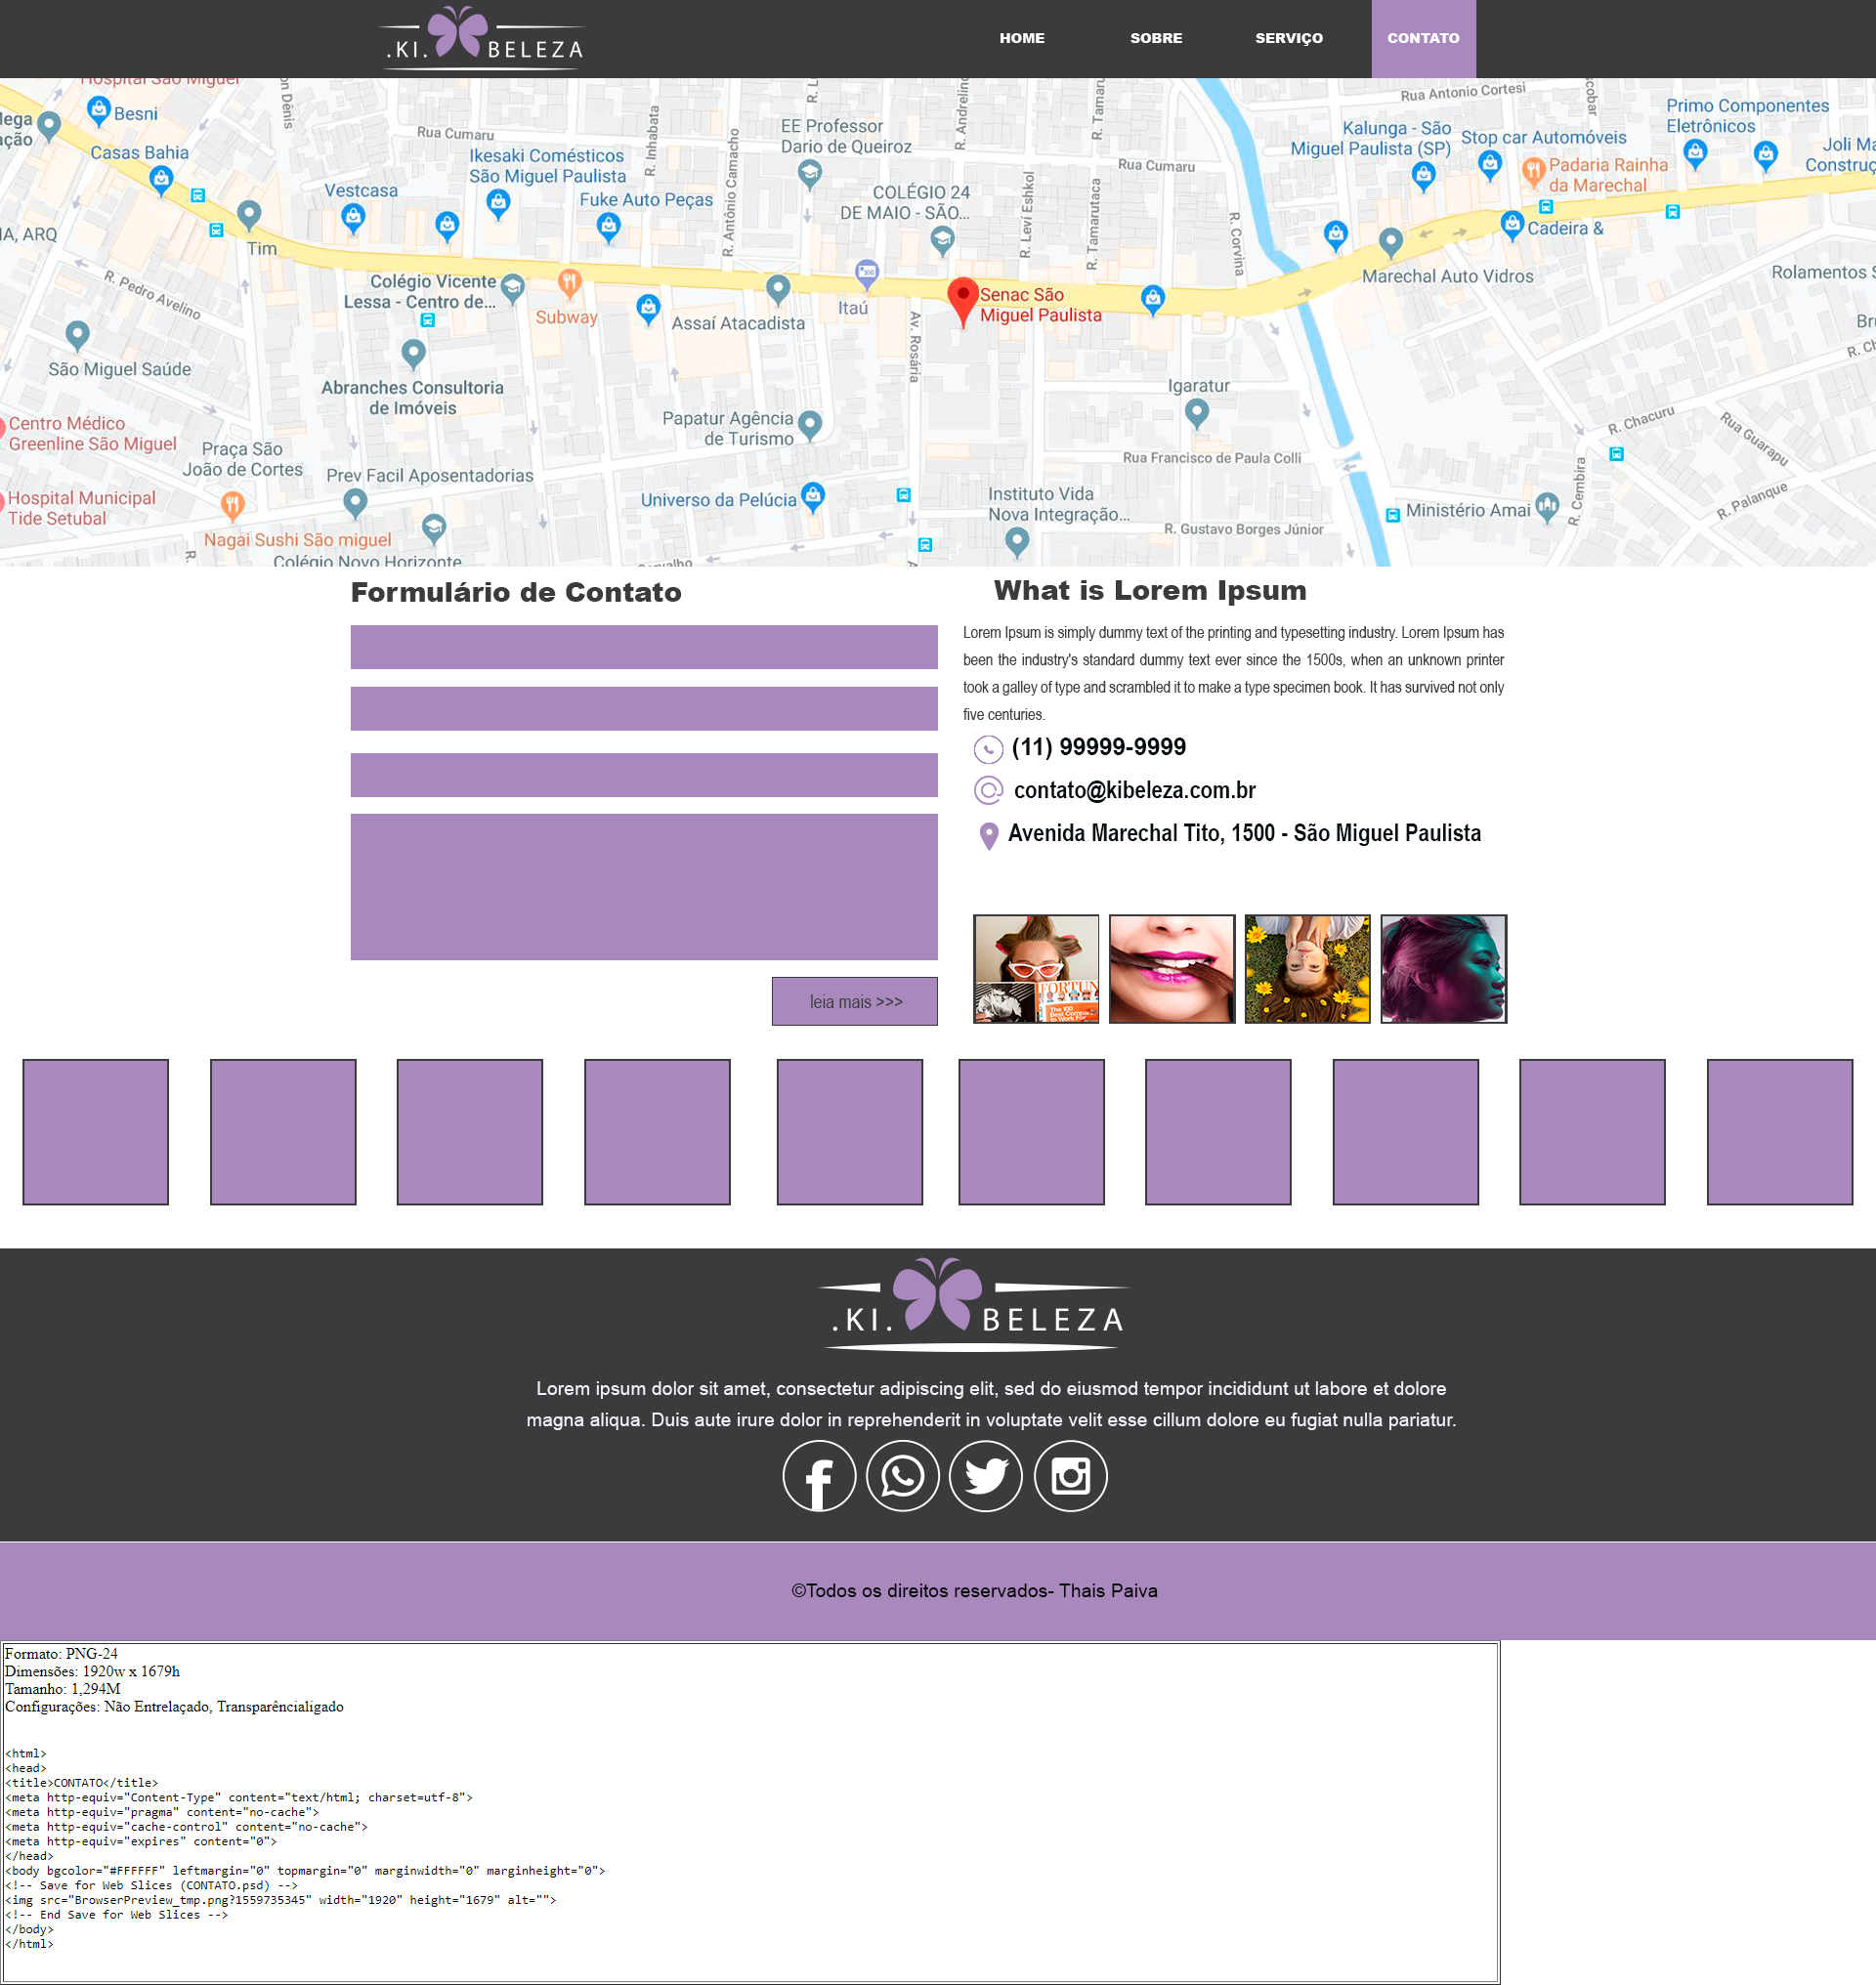 .KI. BELEZA
HOME
SOBRE
SERVIÇO
CONTATO
Hospital São Miguel
Besni
Casas Bahia
Vestcasa
Tim
R. Pedro Avelino
Rua Cumaru
Ikesaki Comésticos
São Miguel Paulista
Fuke Auto Peças
R. Inhabata
R. Antônio Camacho
EE Professor
Dario de Queiroz
COLÉGIO 24
DE MAIO - SÃO...
R. Levi Eshkol
R. Tamarutaca
Rua Cumaru
R. Corvina
Rua Antonio Cortesi
Kalunga - São
Miguel Paulista (SP)
Stop car Automóveis
Primo Componentes
Eletrônicos
Padaria Rainha
da Marechal
Cadeira &
Marechal Auto Vidros
Rolamentos S
Colégio Vicente
Lessa - Centro de...
Subway
Assaí Atacadista
Itaú
Senac São
Miguel Paulista
Av. Rosária
São Miguel Saúde
Abranches Consultoria
de Imóveis
Centro Médico
Greenline São Miguel
Praça São
João de Cortes
Prev Facil Aposentadorias
Papatur Agência
de Turismo
Igaratur
Rua Francisco de Paula Colli
R. Chacuru
Rua Guarapu
R. Palanque
R. Cembira
Hospital Municipal
Tide Setubal
Nagai Sushi São miguel
Colégio Novo Horizonte
Universo da Pelúcia
Instituto Vida
Nova Integração...
R. Gustavo Borges Júnior
Ministério Amai
Formulário de Contato
What is Lorem Ipsum
Lorem Ipsum is simply dummy text of the printing and typesetting industry. Lorem Ipsum has
been the industry's standard dummy text ever since the 1500s, when an unknown printer
took a galley of type and scrambled it to make a type specimen book. It has survived not only
five centuries.
(11) 99999-9999
contato@kibeleza.com.br
Avenida Marechal Tito, 1500 - São Miguel Paulista
FORTUN
leia mais >>>
.KI. BELEZA
Lorem ipsum dolor sit amet, consectetur adipiscing elit, sed do eiusmod tempor incididunt ut labore et dolore
magna aliqua. Duis aute irure dolor in reprehenderit in voluptate velit esse cillum dolore eu fugiat nulla pariatur.
©Todos os direitos reservados- Thais Paiva
Formato: PNG-24
Dimensões: 1920w x 1679h
Tamanho: 1,294M
Configurações: Não Entrelaçado, Transparêncialigado
<html>
<head>
<title>CONTATO</title>
<meta http-equiv="Content-Type" content="text/html; charset=utf-8">
<meta http-equiv="pragma" content="no-cache">
<meta http-equiv="cache-control" content="no-cache">
<meta http-equiv="expires" content="0">
</head>
<body bgcolor="#FFFFFF" leftmargin="0" topmargin="0" marginwidth="0" marginheight="0">
<!-- Save for Web Slices (CONTATO.psd) -->
<img src="BrowserPreview_tmp.png?1559735345" width="1920" height="1679" alt="">
<!-- End Save for Web Slices -->
</body>
</html>